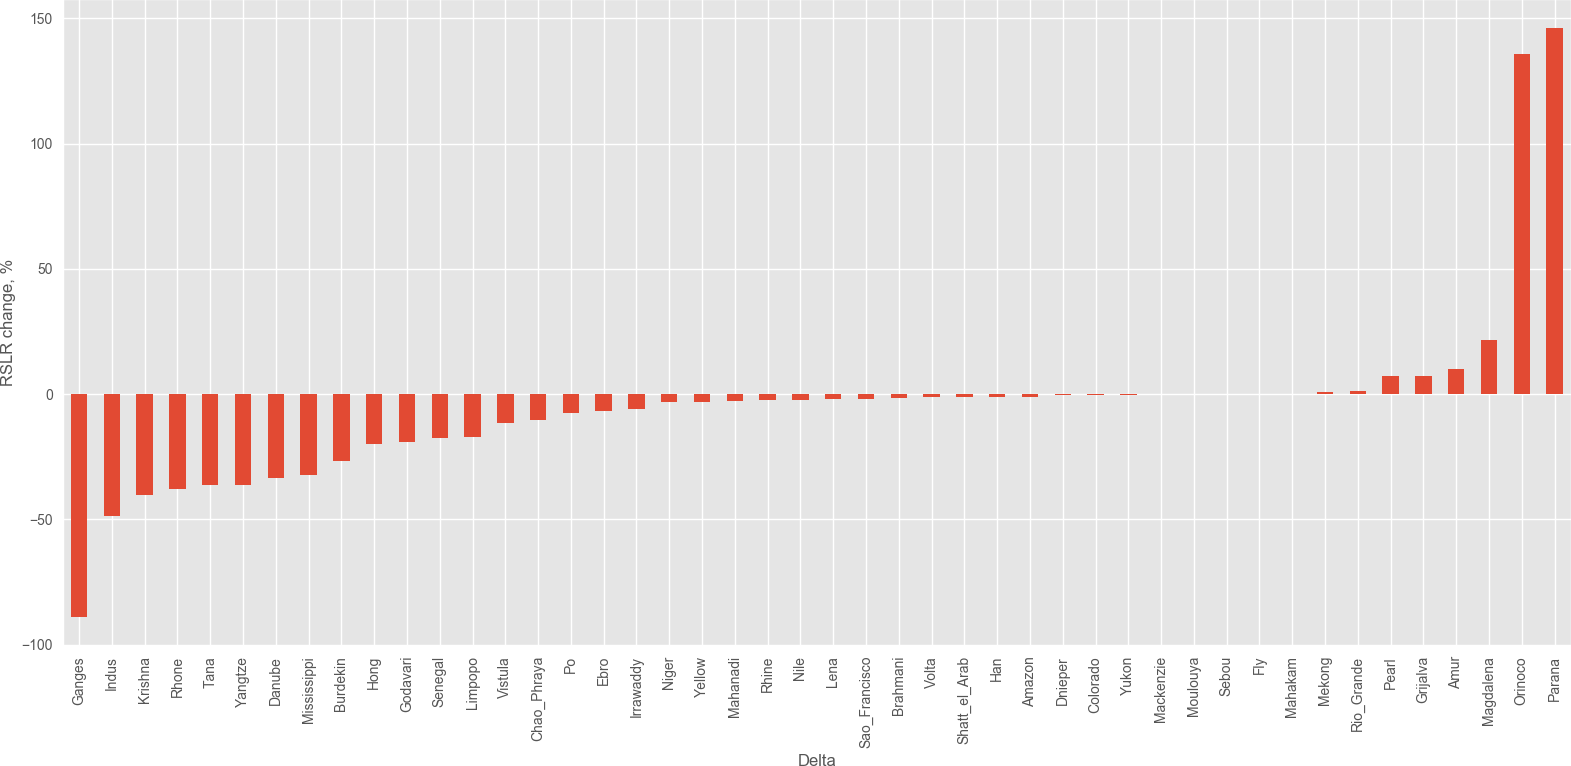 150
100
50
0
−50
−100
RSLR change, %
Ganges
Indus
Krishna
Rhone
Tana
Yangtze
Danube
Mississippi
Burdekin
Hong
Godavari
Senegal
Limpopo
Vistula
Chao_Phraya
Po
Ebro
Irrawaddy
Niger
Yellow
Mahanadi
Rhine
Nile
Lena
Sao_Francisco
Brahmani
Volta
Shatt_el_Arab
Han
Amazon
Dnieper
Colorado
Yukon
Mackenzie
Moulouya
Sebou
Fly
Mahakam
Mekong
Rio_Grande
Pearl
Grijalva
Amur
Magdalena
Orinoco
Parana
Delta